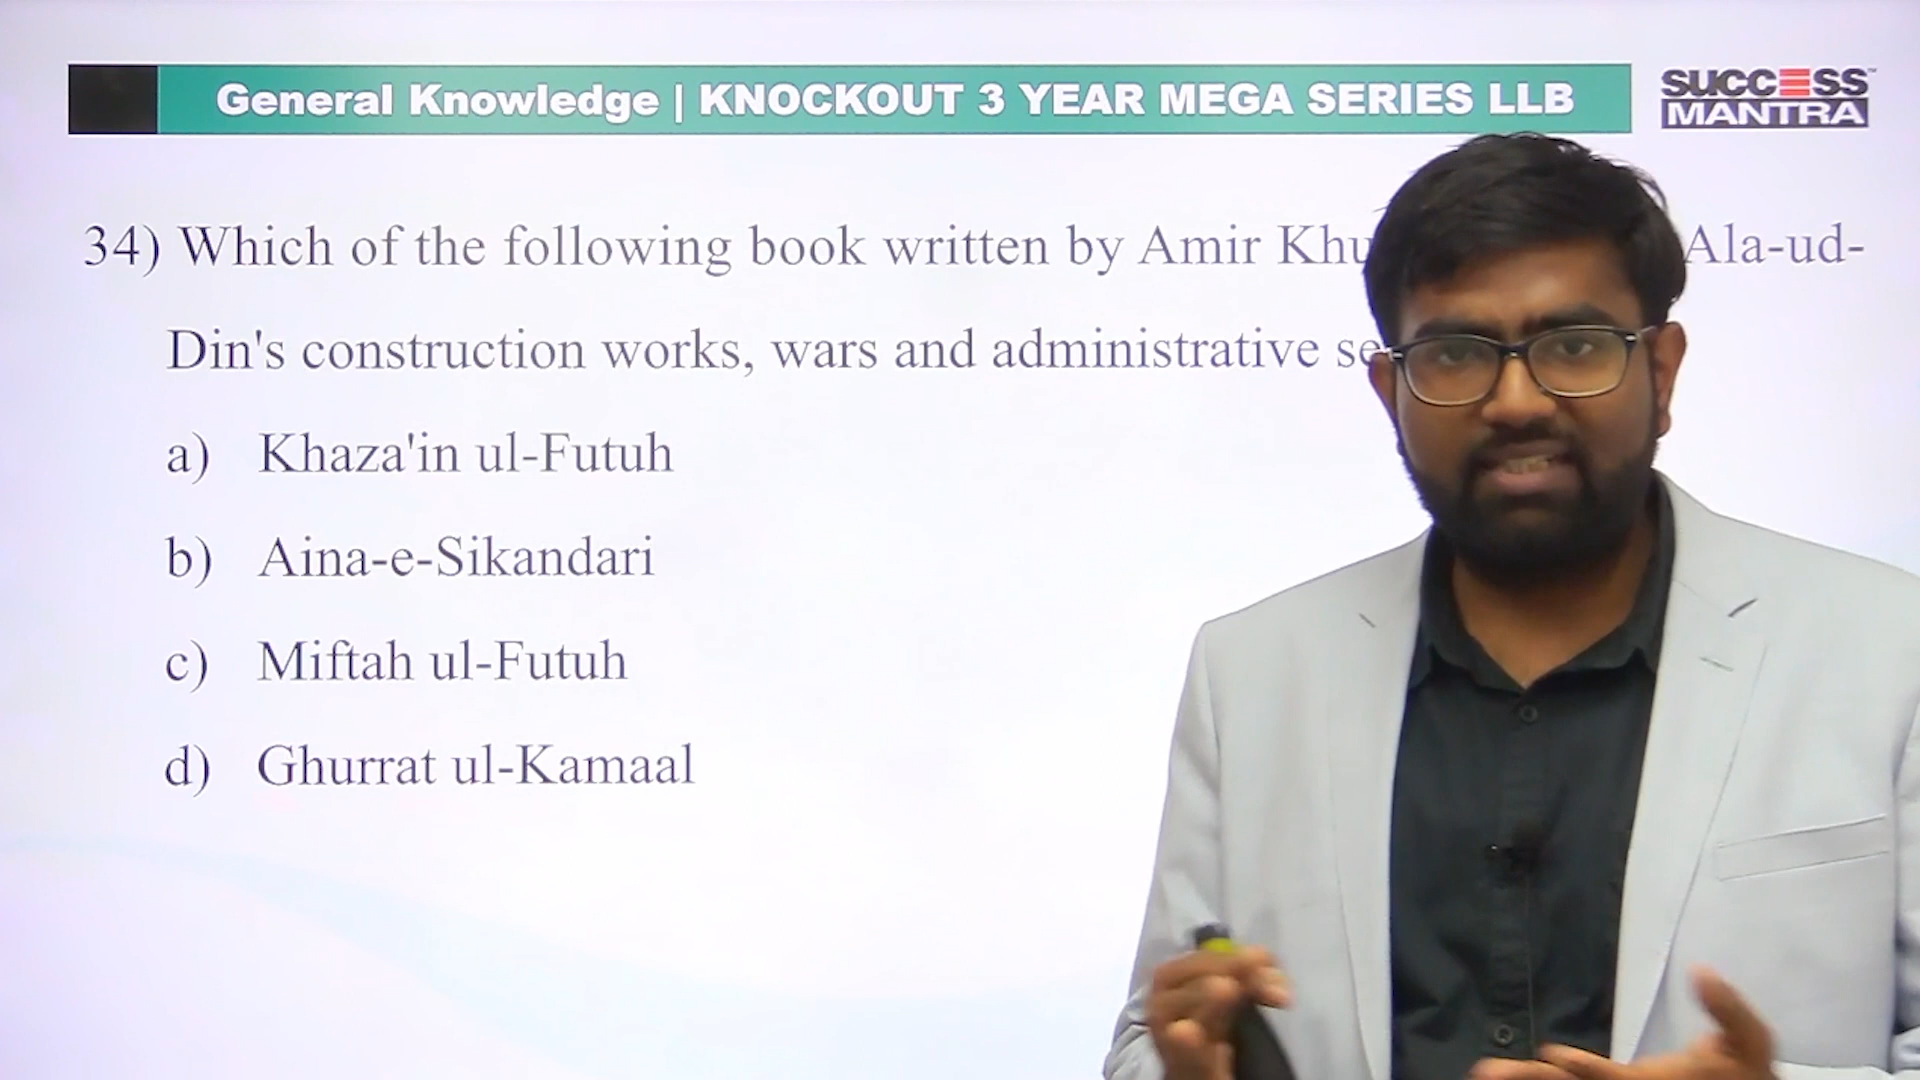 General Knowledge | KNOCKOUT 3 YEAR MEGA SERIES LLB
SUCCESS
MANTRA
34) Which of the following book written by Amir Ala-ud-
Din's construction works, wars and administrative
a) Khaza'in ul-Futuh
b) Aina-e-Sikandari
c) Miftah ul-Futuh
d) Ghurrat ul-Kamaal